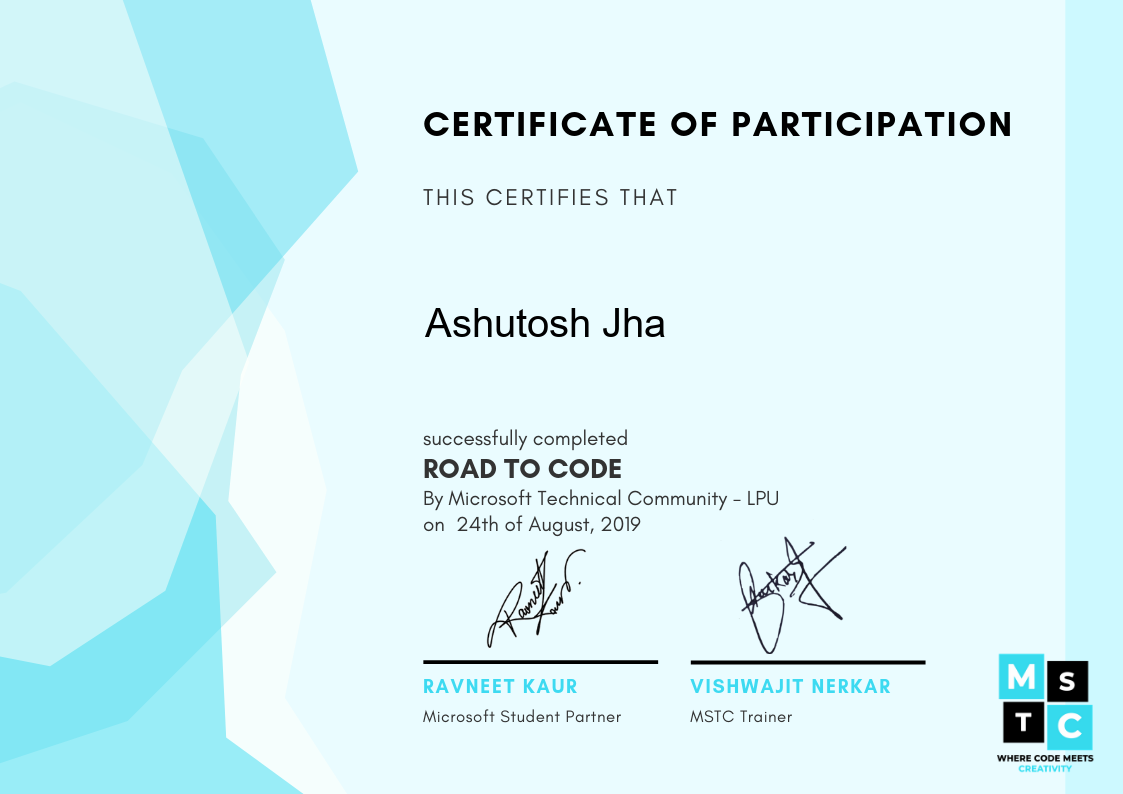 CERTIFICATE OF PARTICIPATION
THIS CERTIFIES THAT
Ashutosh Jha
successfully completed
ROAD TO CODE
By Microsoft Technical Community - LPU
on 24th of August, 2019
Ravneet Kaur.
RAVNEET KAUR
Microsoft Student Partner
VISHWAJIT NERKAR
MSTC Trainer
M S
T C
WHERE CODE MEETS
CREATIVITY